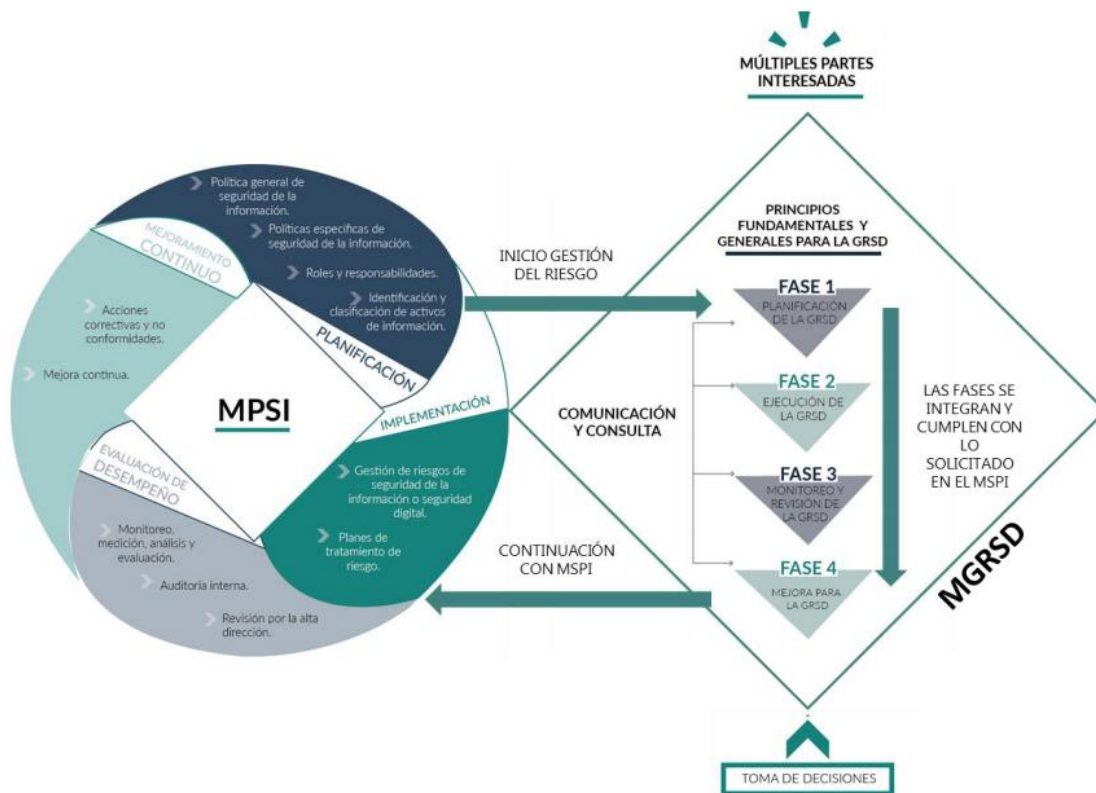 MÚLTIPLES PARTES
INTERESADAS
Política general de
seguridad de la
información.
Políticas específicas de
seguridad de la información.
Roles y responsabilidades.
Identificación y
clasificación de activos
de información.
PLANIFICACIÓN
MEJORAMIENTO
CONTINUO
Acciones
correctivas y no
conformidades.
Mejora continua.
MPSI
IMPLEMENTACIÓN
Gestión de riesgos de
seguridad de la
información o seguridad
digital.
Planes de
tratamiento de
riesgo.
EVALUACIÓN DE
DESEMPEÑO
Monitoreo,
medición, análisis y
evaluación.
Auditoria interna.
Revisión por la alta
dirección.
INICIO GESTIÓN
DEL RIESGO
CONTINUACIÓN
CON MSPI
PRINCIPIOS
FUNDAMENTALES Y
GENERALES PARA LA GRSD
COMUNICACIÓN
Y CONSULTA
FASE 1
PLANIFICACIÓN
DE LA GRSD
FASE 2
EJECUCIÓN DE
LA GRSD
FASE 3
MONITOREO Y
REVISIÓN DE
LA GRSD
FASE 4
MEJORA PARA
LA GRSD
LAS FASES SE
INTEGRAN Y
CUMPLEN CON
LO
SOLICITADO
EN EL MSPI
MGRSD
TOMA DE DECISIONES